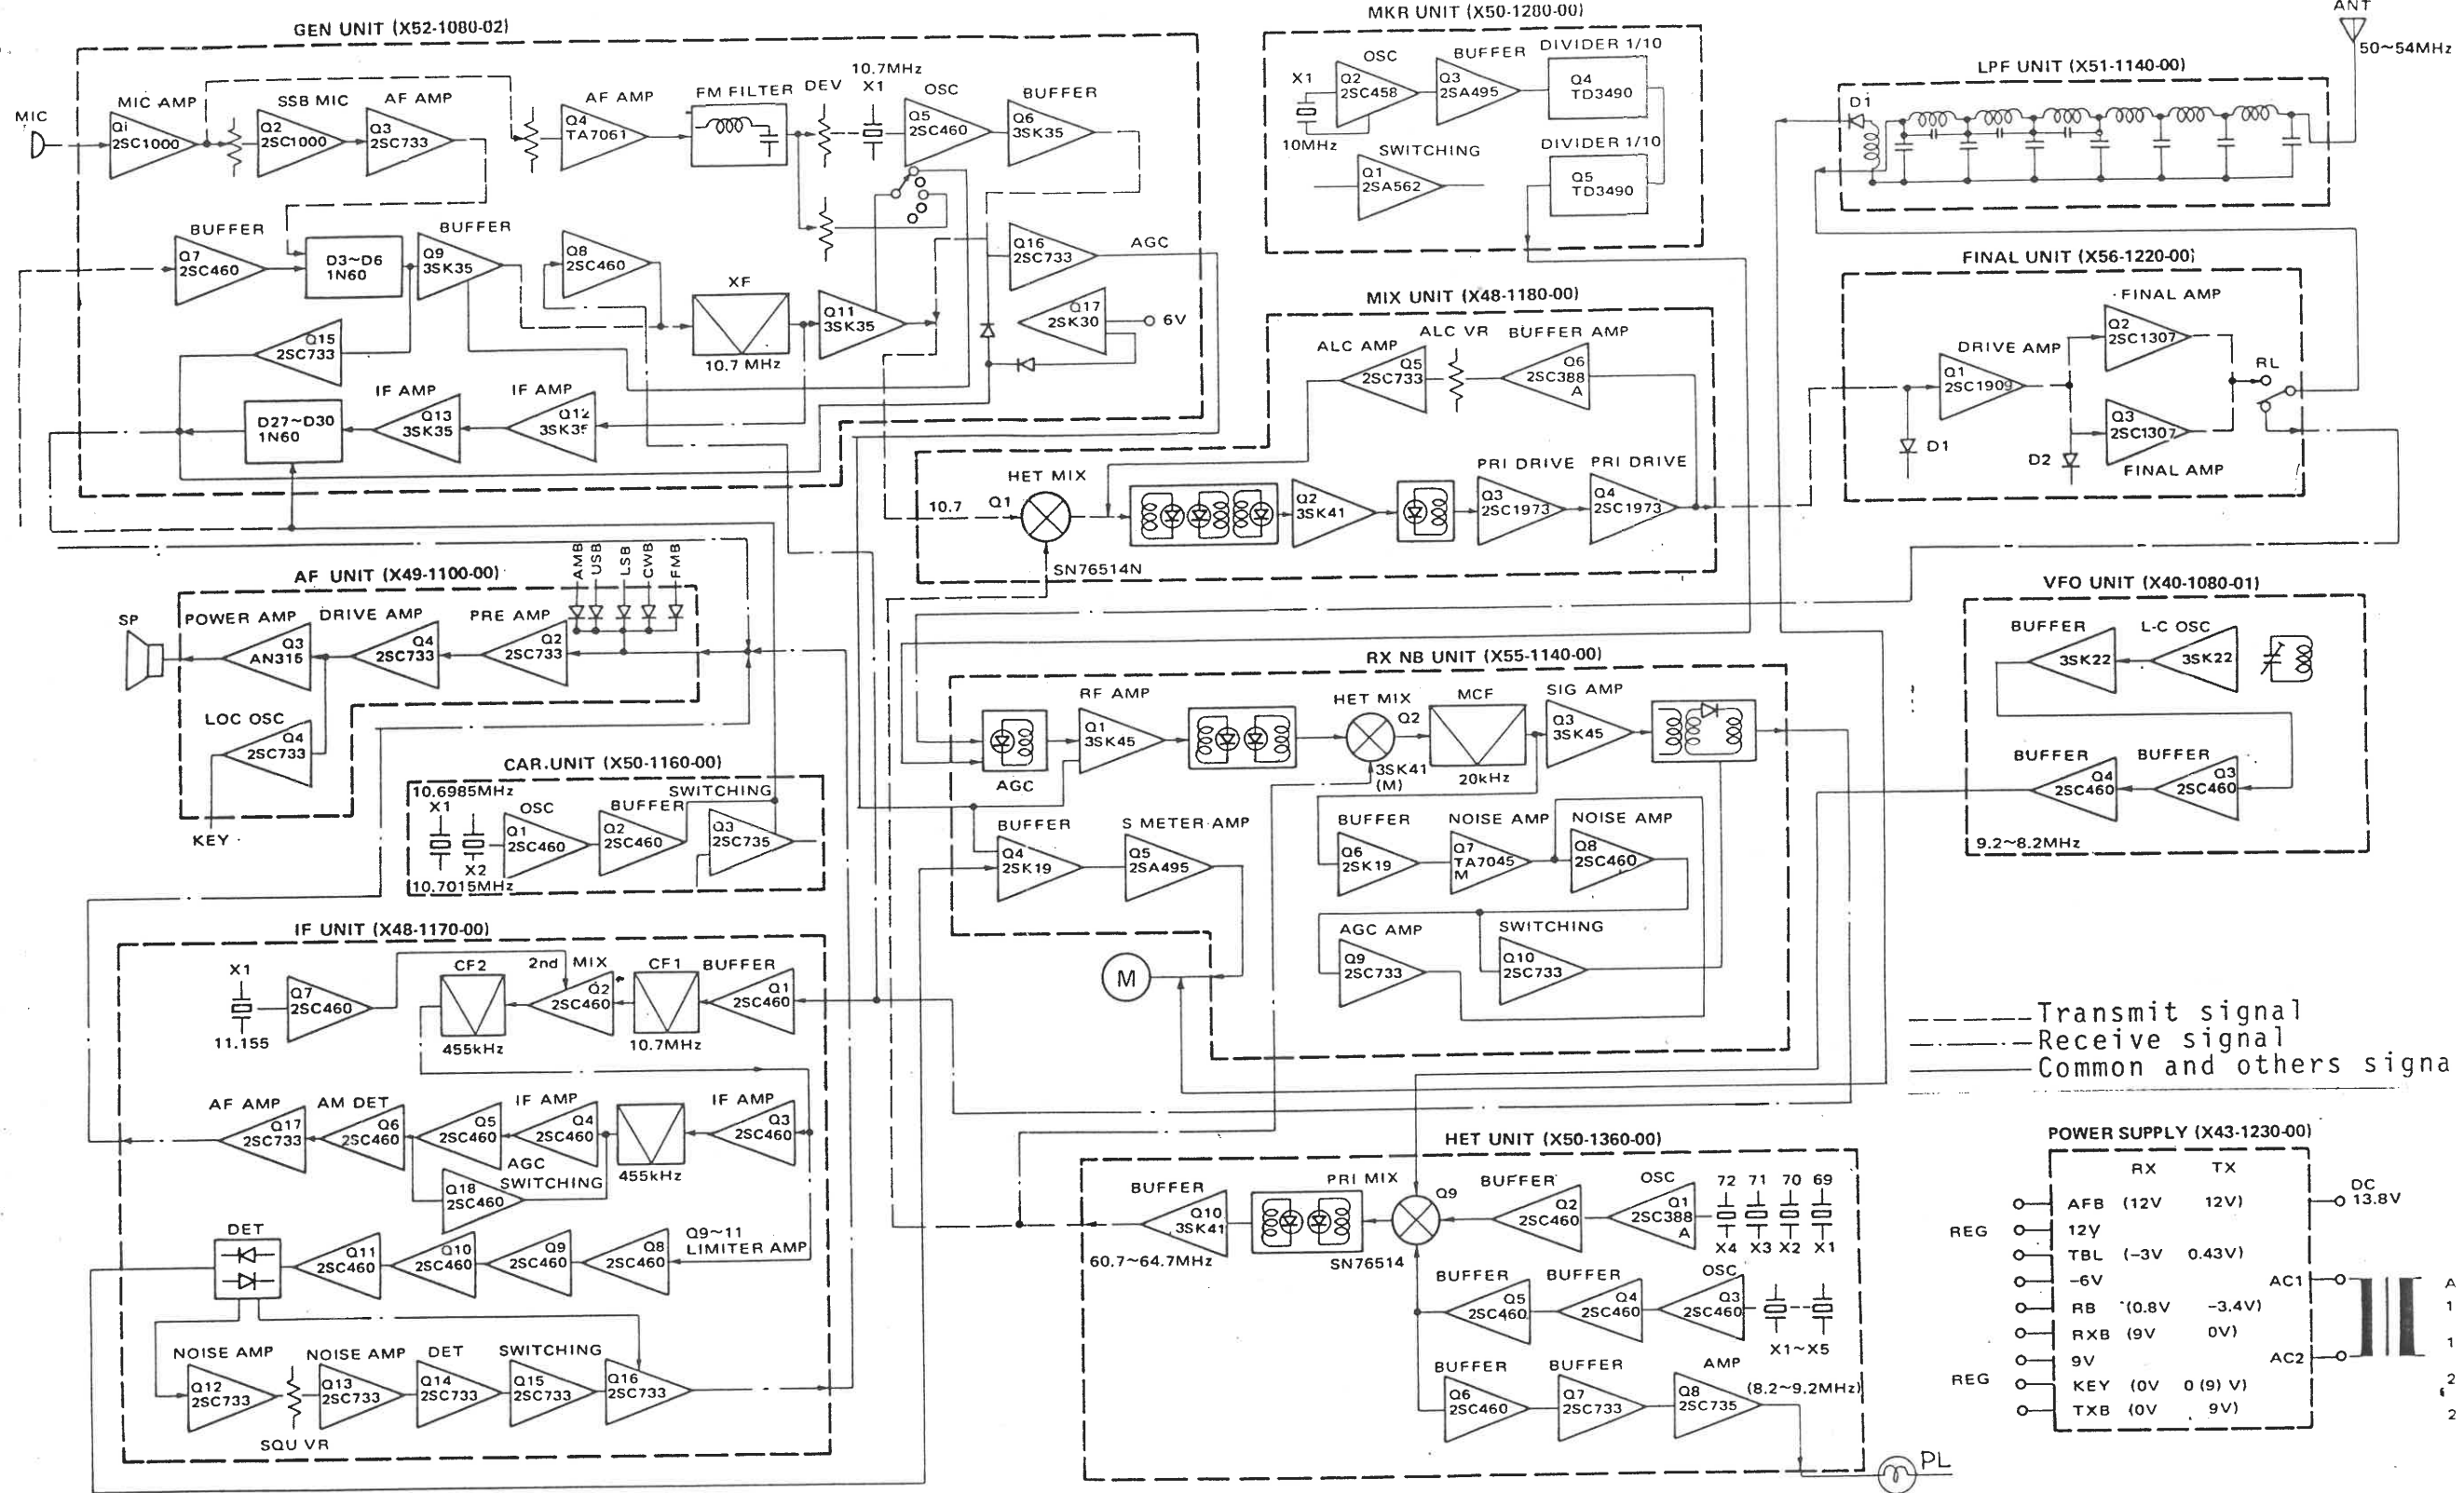 GEN UNIT (X52-1080-02)
MIC
MIC AMP
Qi
2SC1000
SSB MIC
Q2
2SC1000
AF AMP
Q3
2SC733
AF AMP
Q4
TA7061
FM FILTER
DEV
10.7MHz
X1
OSC
Q5
2SC460
BUFFER
Q6
3SK35
BUFFER
Q7
2SC460
D3~D6
1N60
BUFFER
Q9
3SK35
Q8
2SC460
XF
10.7 MHz
Q11
3SK35
Q16
2SC733
AGC
Q17
2SK30
6V
Q15
2SC733
D27~D30
1N60
IF AMP
Q13
3SK35
IF AMP
Q12
3SK35
MKR UNIT (X50-1280-00)
X1
10MHz
OSC
Q2
2SC458
BUFFER
Q3
2SA495
DIVIDER 1/10
Q4
TD3490
SWITCHING
Q1
2SA562
DIVIDER 1/10
Q5
TD3490
ANT
50~54MHz
LPF UNIT (X51-1140-00)
D1
FINAL UNIT (X56-1220-00)
FINAL AMP
Q2
2SC1307
DRIVE AMP
Q1
2SC1909
RL
Q3
2SC1307
D1
D2
FINAL AMP
MIX UNIT (X48-1180-00)
ALC AMP
Q5
2SC733
ALC VR
BUFFER AMP
Q6
2SC388
A
HET MIX
10.7
Q1
SN76514N
Q2
3SK41
PRI DRIVE
Q3
2SC1973
PRI DRIVE
Q4
2SC1973
AF UNIT (X49-1100-00)
AMB
USB
LSB
CWB
FMB
SP
POWER AMP
Q3
AN315
DRIVE AMP
Q4
2SC733
PRE AMP
Q2
2SC733
LOC OSC
Q4
2SC733
KEY
CAR.UNIT (X50-1160-00)
10.6985MHz
X1
X2
10.7015MHz
OSC
Q1
2SC460
BUFFER
Q2
2SC460
SWITCHING
Q3
2SC735
RX NB UNIT (X55-1140-00)
AGC
RF AMP
Q1
3SK45
HET MIX
Q2
3SK41
(M)
MCF
20kHz
SIG AMP
Q3
3SK45
BUFFER
Q4
2SK19
S METER AMP
Q5
2SA495
BUFFER
Q6
2SK19
NOISE AMP
Q7
TA7045
M
NOISE AMP
Q8
2SC460
AGC AMP
Q9
2SC733
SWITCHING
Q10
2SC733
M
VFO UNIT (X40-1080-01)
BUFFER
3SK22
L-C OSC
3SK22
BUFFER
Q4
2SC460
BUFFER
Q3
2SC460
9.2~8.2MHz
IF UNIT (X48-1170-00)
X1
11.155
Q7
2SC460
CF2
455kHz
2nd MIX
Q2
2SC460
CF1
10.7MHz
BUFFER
Q1
2SC460
AF AMP
Q17
2SC733
AM DET
Q6
2SC460
Q5
2SC460
IF AMP
Q4
2SC460
455kHz
IF AMP
Q3
2SC460
AGC
SWITCHING
Q18
2SC460
DET
Q11
2SC460
Q10
2SC460
Q9
2SC460
Q8
2SC460
Q9~11
LIMITER AMP
NOISE AMP
Q12
2SC733
SQU VR
NOISE AMP
Q13
2SC733
DET
Q14
2SC733
SWITCHING
Q15
2SC733
Q16
2SC733
HET UNIT (X50-1360-00)
BUFFER
Q10
3SK41
60.7~64.7MHz
PRI MIX
Q9
SN76514
BUFFER
Q2
2SC460
OSC
Q1
2SC388
A
72 71 70 69
X4 X3 X2 X1
BUFFER
Q5
2SC460
BUFFER
Q4
2SC460
OSC
Q3
2SC460
X1~X5
BUFFER
Q6
2SC460
BUFFER
Q7
2SC733
AMP
Q8
2SC735
(8.2~9.2MHz)
PL
Transmit signal
Receive signal
Common and others signa
POWER SUPPLY (X43-1230-00)
RX TX
AFB (12V 12V)
REG 12V
TBL (-3V 0.43V)
-6V
RB (0.8V -3.4V)
RXB (9V 0V)
9V
REG KEY (0V 0 (9) V)
TXB (0V 9V)
DC
13.8V
AC1
AC2
A
1
1
2
2